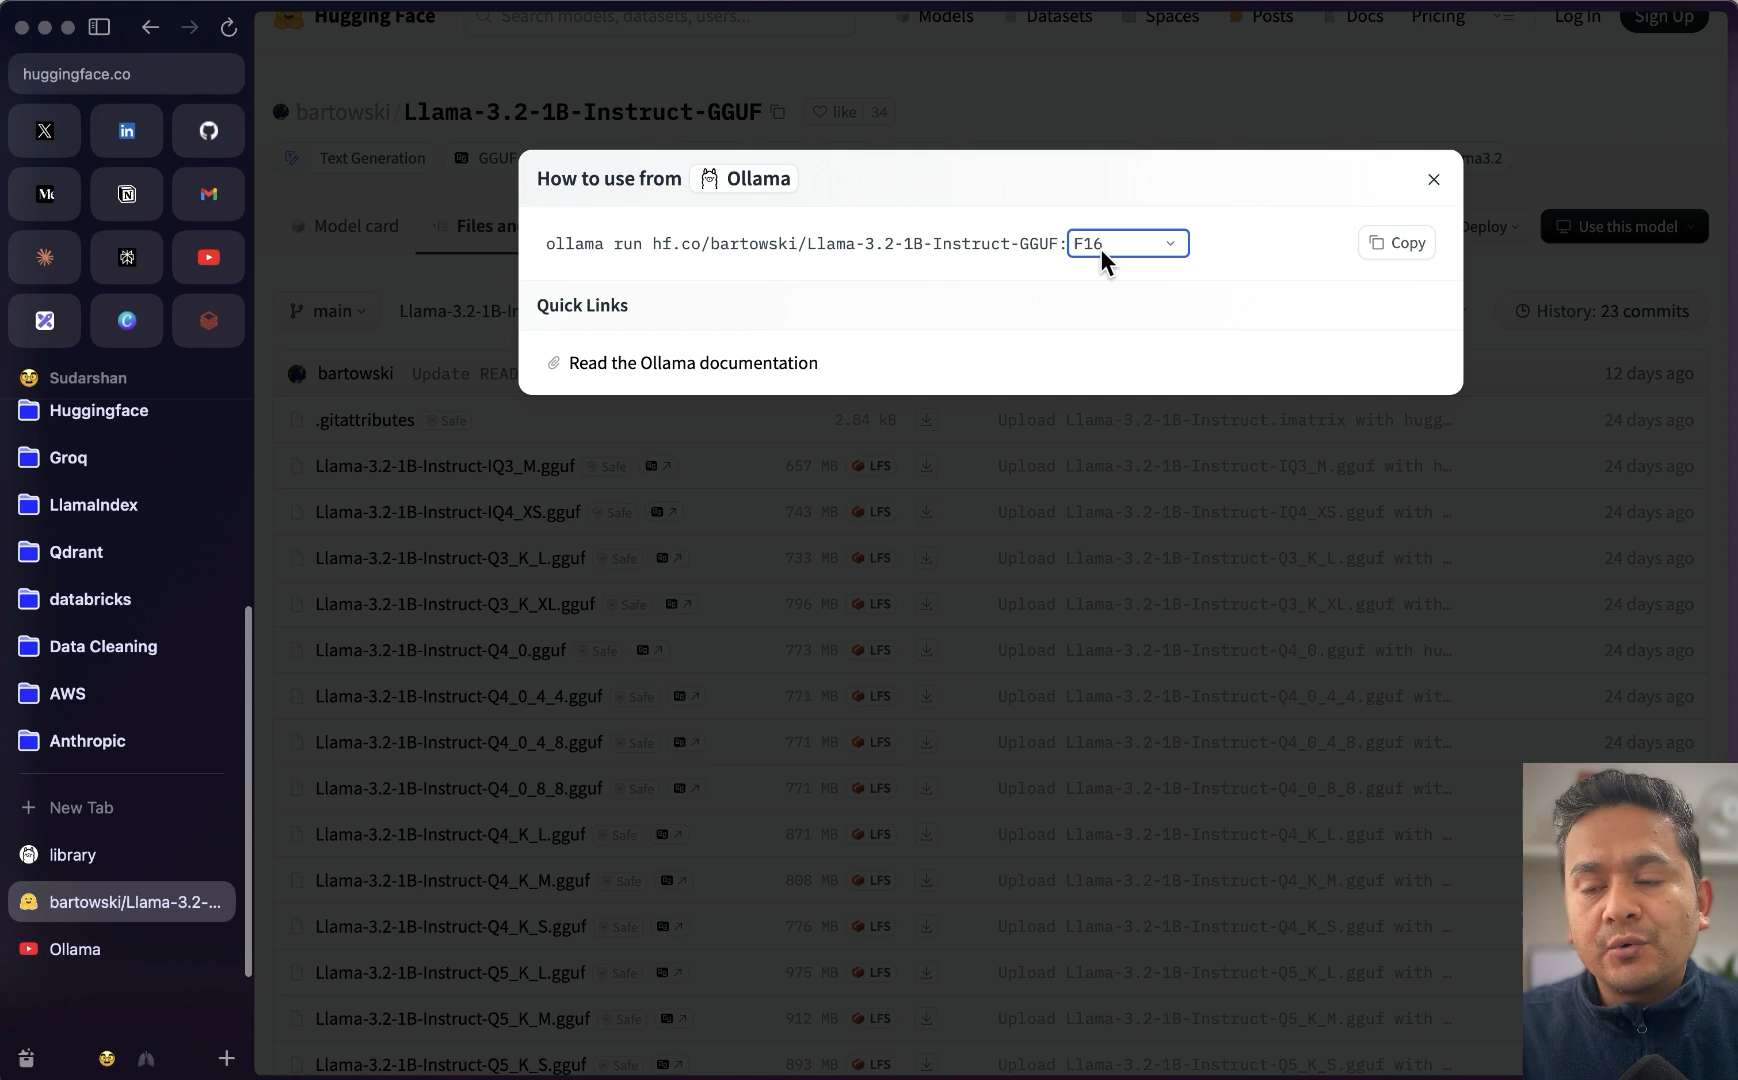 huggingface.co
Sudarshan
Huggingface
Groq
LlamaIndex
Qdrant
databricks
Data Cleaning
AWS
Anthropic
New Tab
library
bartowski/Llama-3.2-...
Ollama
Hugging Face
Search models, datasets, users...
Models
Datasets
Spaces
Posts
Docs
Pricing
Log In
Sign Up
bartowski/Llama-3.2-1B-Instruct-GGUF
like 34
Text Generation
GGUF
ma3.2
Model card
Files an
Deploy
Use this model
How to use from Ollama
ollama run hf.co/bartowski/Llama-3.2-1B-Instruct-GGUF: F16
Copy
Quick Links
Read the Ollama documentation
main
Llama-3.2-1B-In
History: 23 commits
bartowski Update READ 12 days ago
.gitattributes Safe 2.84 kB Upload Llama-3.2-1B-Instruct.imatrix with hugg… 24 days ago
Llama-3.2-1B-Instruct-IQ3_M.gguf Safe 657 MB LFS Upload Llama-3.2-1B-Instruct-IQ3_M.gguf with h… 24 days ago
Llama-3.2-1B-Instruct-IQ4_XS.gguf Safe 743 MB LFS Upload Llama-3.2-1B-Instruct-IQ4_XS.gguf with … 24 days ago
Llama-3.2-1B-Instruct-Q3_K_L.gguf Safe 733 MB LFS Upload Llama-3.2-1B-Instruct-Q3_K_L.gguf with … 24 days ago
Llama-3.2-1B-Instruct-Q3_K_XL.gguf Safe 796 MB LFS Upload Llama-3.2-1B-Instruct-Q3_K_XL.gguf with… 24 days ago
Llama-3.2-1B-Instruct-Q4_0.gguf Safe 773 MB LFS Upload Llama-3.2-1B-Instruct-Q4_0.gguf with hu… 24 days ago
Llama-3.2-1B-Instruct-Q4_0_4_4.gguf Safe 771 MB LFS Upload Llama-3.2-1B-Instruct-Q4_0_4_4.gguf wit… 24 days ago
Llama-3.2-1B-Instruct-Q4_0_4_8.gguf Safe 771 MB LFS Upload Llama-3.2-1B-Instruct-Q4_0_4_8.gguf wit… 24 days ago
Llama-3.2-1B-Instruct-Q4_0_8_8.gguf Safe 771 MB LFS Upload Llama-3.2-1B-Instruct-Q4_0_8_8.gguf wit…
Llama-3.2-1B-Instruct-Q4_K_L.gguf Safe 871 MB LFS Upload Llama-3.2-1B-Instruct-Q4_K_L.gguf with …
Llama-3.2-1B-Instruct-Q4_K_M.gguf Safe 808 MB LFS Upload Llama-3.2-1B-Instruct-Q4_K_M.gguf with …
Llama-3.2-1B-Instruct-Q4_K_S.gguf Safe 776 MB LFS Upload Llama-3.2-1B-Instruct-Q4_K_S.gguf with …
Llama-3.2-1B-Instruct-Q5_K_L.gguf Safe 975 MB LFS Upload Llama-3.2-1B-Instruct-Q5_K_L.gguf with …
Llama-3.2-1B-Instruct-Q5_K_M.gguf Safe 912 MB LFS Upload Llama-3.2-1B-Instruct-Q5_K_M.gguf with …
Llama-3.2-1B-Instruct-Q5_K_S.gguf Safe 893 MB LFS Upload Llama-3.2-1B-Instruct-Q5_K_S.gguf with …